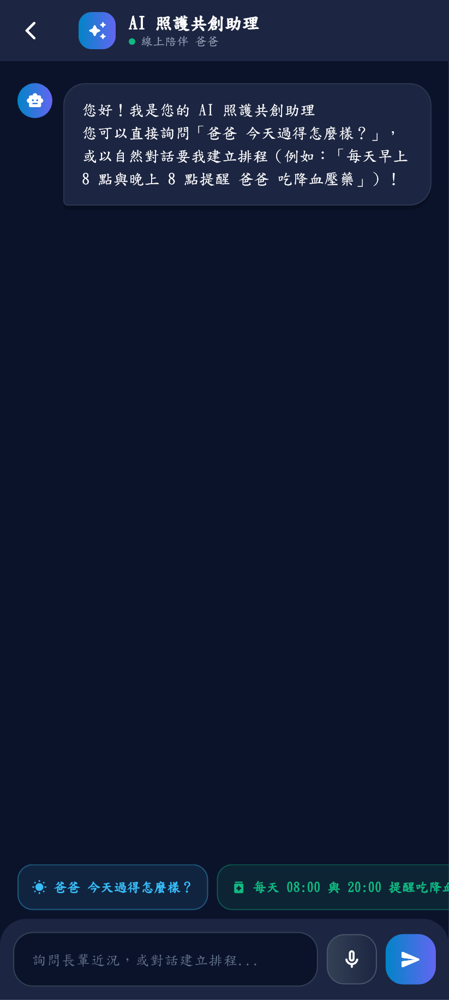 AI 照護共創助理
線上陪伴 爸爸
您好！我是您的 AI 照護共創助理
您可以直接詢問「爸爸 今天過得怎麼樣？」，
或以自然對話要我建立排程（例如：「每天早上
8 點與晚上 8 點提醒 爸爸 吃降血壓藥」）！
爸爸 今天過得怎麼樣？
每天 08:00 與 20:00 提醒吃降
詢問長輩近況，或對話建立排程...